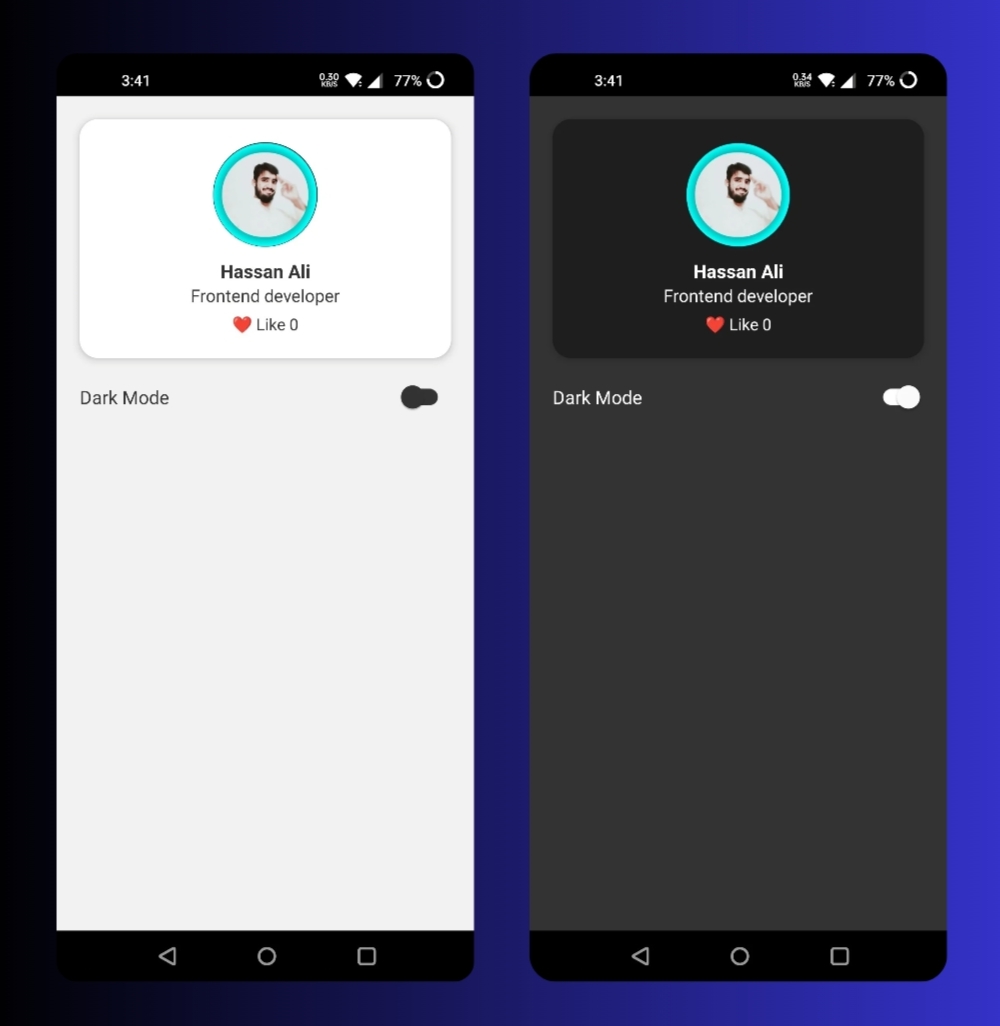 3:41
0.30
KB/S
77%
Hassan Ali
Frontend developer
❤️ Like 0
Dark Mode
3:41
0.34
KB/S
77%
Hassan Ali
Frontend developer
❤️ Like 0
Dark Mode